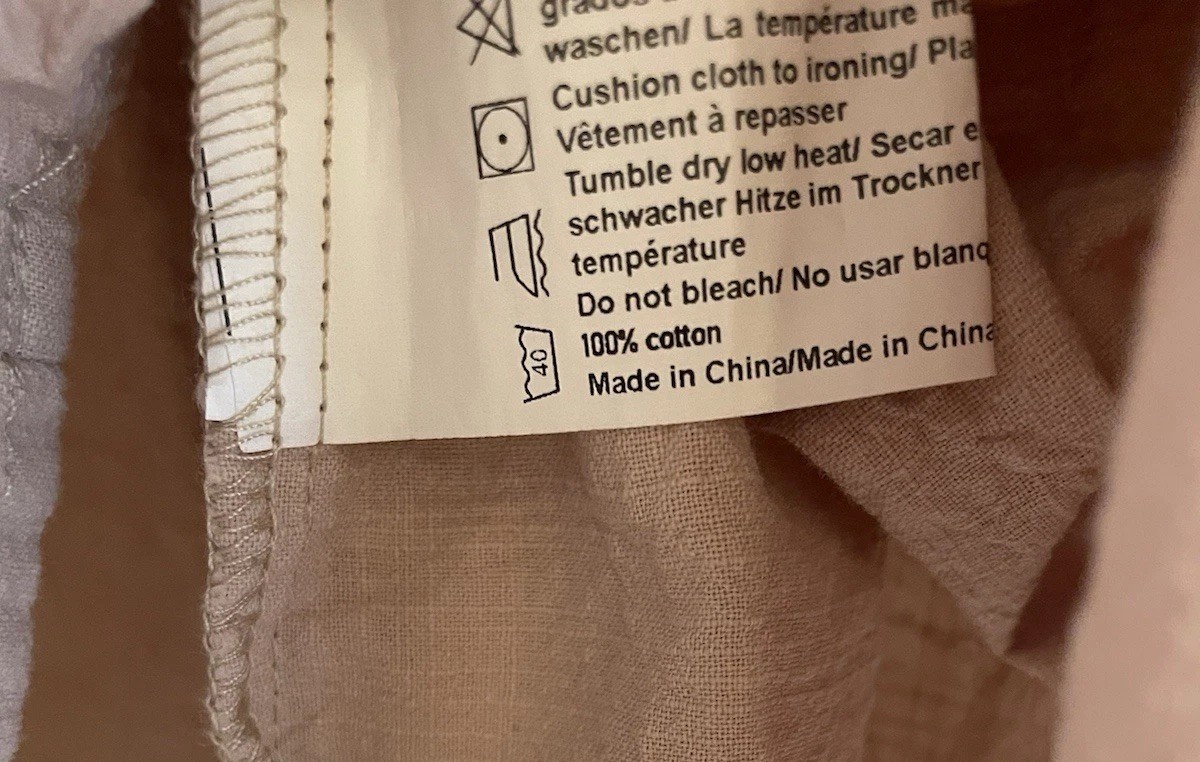 waschen/ La température
Cushion cloth to ironing/
Vêtement à repasser
Tumble dry low heat/ Secar
schwacher Hitze im Trockner
température
Do not bleach/ No usar
100% cotton
40
Made in China/Made in China